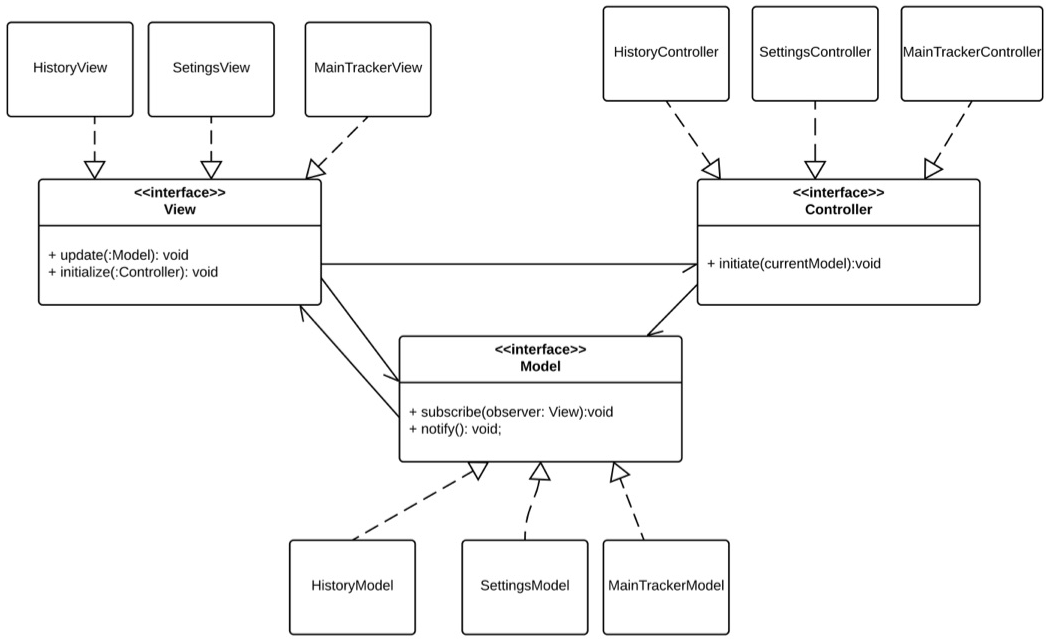 HistoryView
SetingsView
MainTrackerView
HistoryController
SettingsController
MainTrackerController
<<interface>>
View
+ update(:Model): void
+ initialize(:Controller): void
<<interface>>
Controller
+ initiate(currentModel):void
<<interface>>
Model
+ subscribe(observer: View):void
+ notify(): void;
HistoryModel
SettingsModel
MainTrackerModel